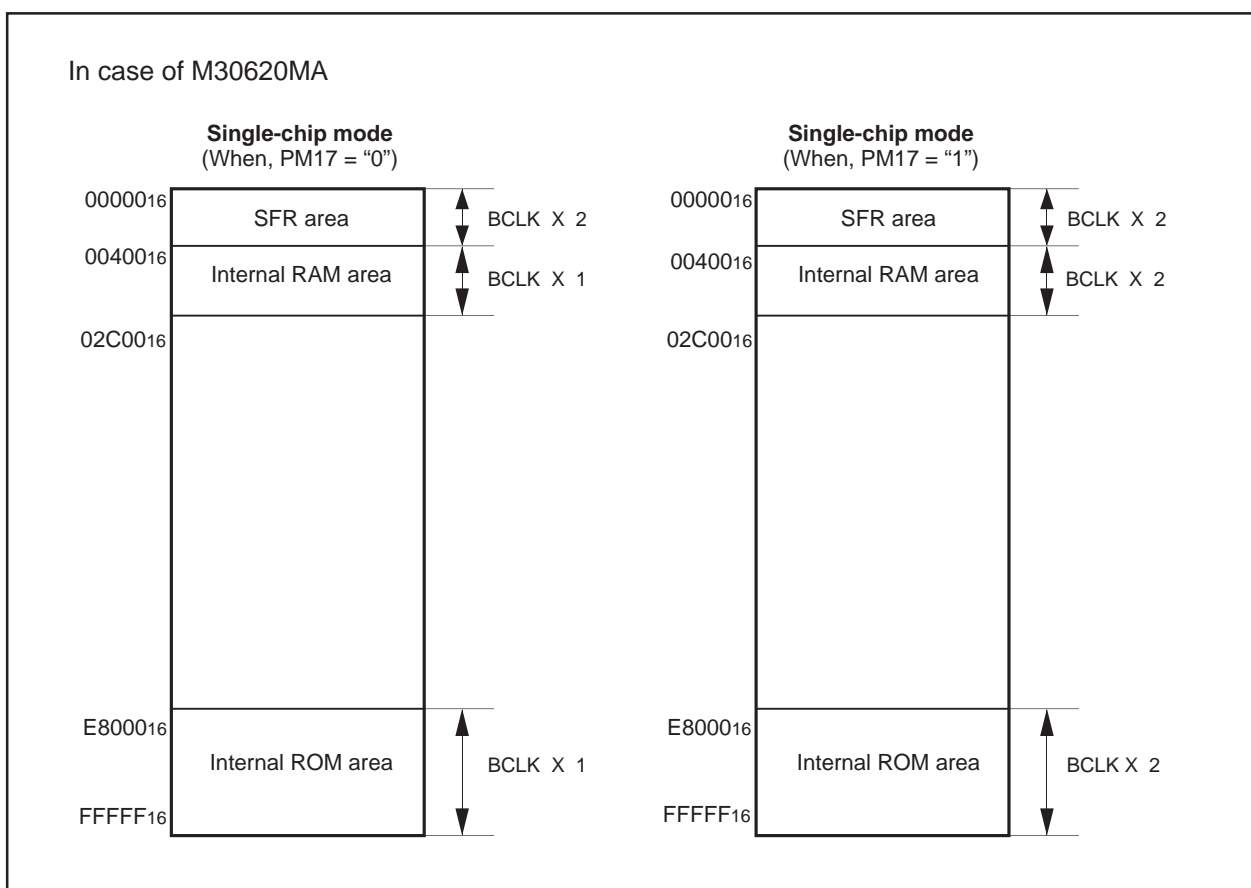 In case of M30620MA
Single-chip mode
(When, PM17 = “0”)
0000016
SFR area
BCLK X 2
0040016
Internal RAM area
BCLK X 1
02C0016
E800016
Internal ROM area
BCLK X 1
FFFFF16
Single-chip mode
(When, PM17 = “1”)
0000016
SFR area
BCLK X 2
0040016
Internal RAM area
BCLK X 2
02C0016
E800016
Internal ROM area
BCLK X 2
FFFFF16